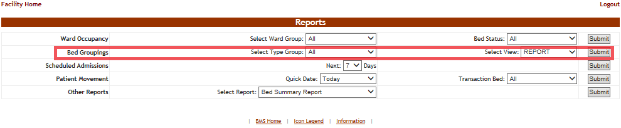 Facility Home Logout
Reports
Ward Occupancy Select Ward Group: All Bed Status: All Submit
Bed Groupings Select Type Group: All Select View: REPORT Submit
Scheduled Admissions Next: 7 Days Submit
Patient Movement Quick Date: Today Transaction Bed: All Submit
Other Reports Select Report: Bed Summary Report Submit
| BMS Home | Icon Legend | Information |